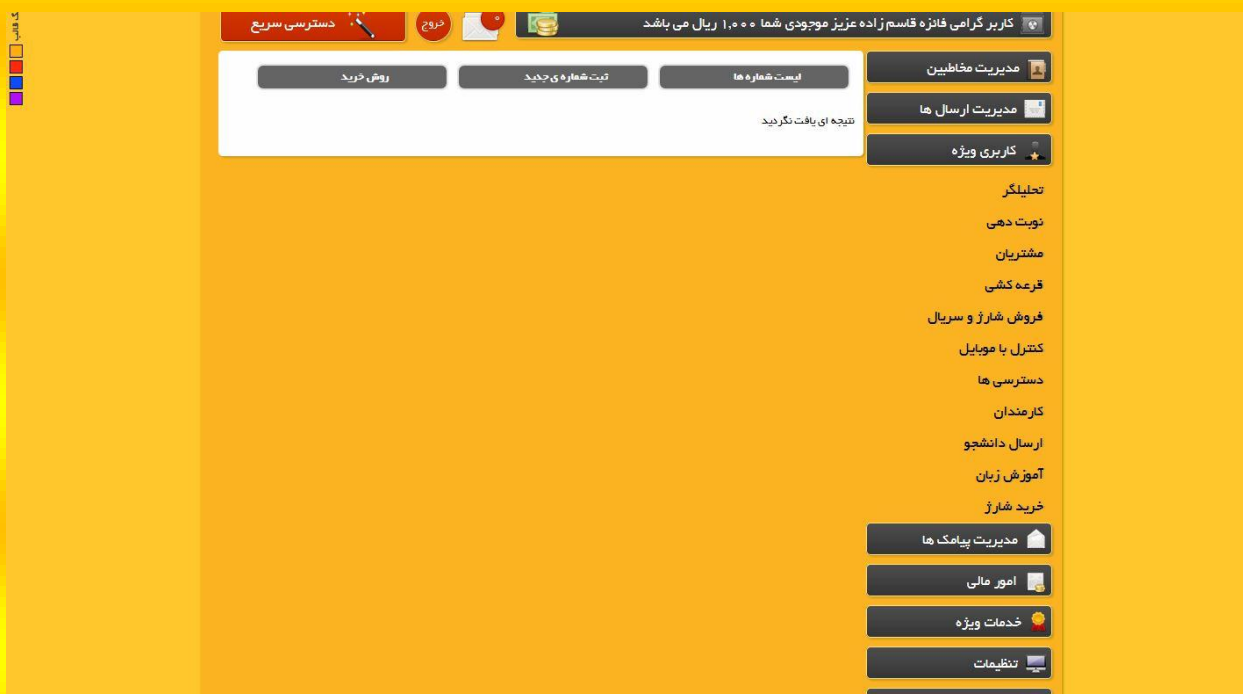 کاربر گرامی فائزه قاسم زاده عزیز موجودی شما ۱,۰۰۰ ریال می باشد
خروج
دسترسی سریع
مدیریت مخاطبین
مدیریت ارسال ها
کاربری ویژه
تحلیلگر
نوبت دهی
مشتریان
قرعه کشی
فروش شارژ و سریال
کنترل با موبایل
دسترسی ها
کارمندان
ارسال دانشجو
آموزش زبان
خرید شارژ
مدیریت پیامک ها
امور مالی
خدمات ویژه
تنظیمات
لیست شماره ها
ثبت شماره ی جدید
روش خرید
نتیجه ای یافت نگردید
قالب